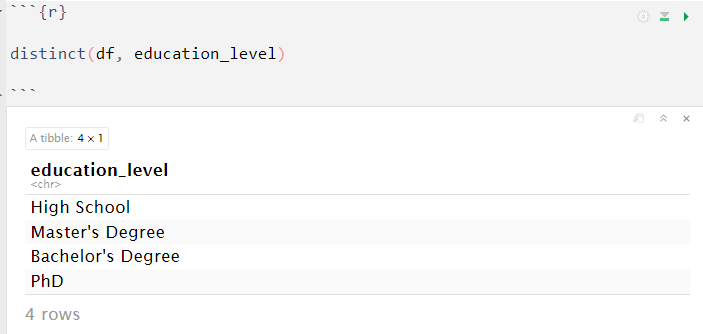 ```{r}
distinct(df, education_level)
```
A tibble: 4 × 1
education_level
<chr>
High School
Master's Degree
Bachelor's Degree
PhD
4 rows